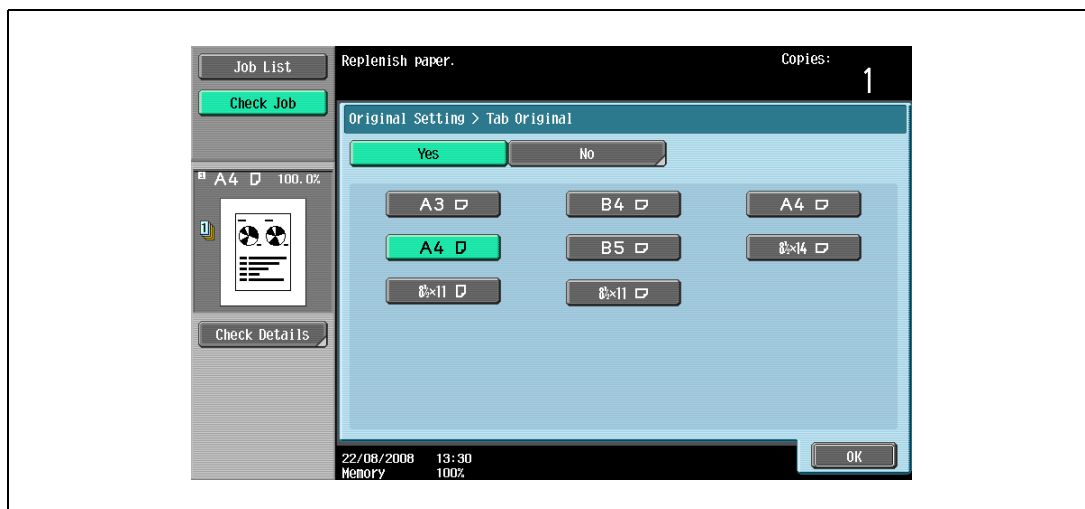 Job List
Check Job
A4 100.0%
1
Check Details
Replenish paper.
Copies:
1
Original Setting > Tab Original
Yes No
A3 B4 A4
A4 B5 8½×14
8½×11 8½×11
OK
22/08/2008 13:30
Memory 100%